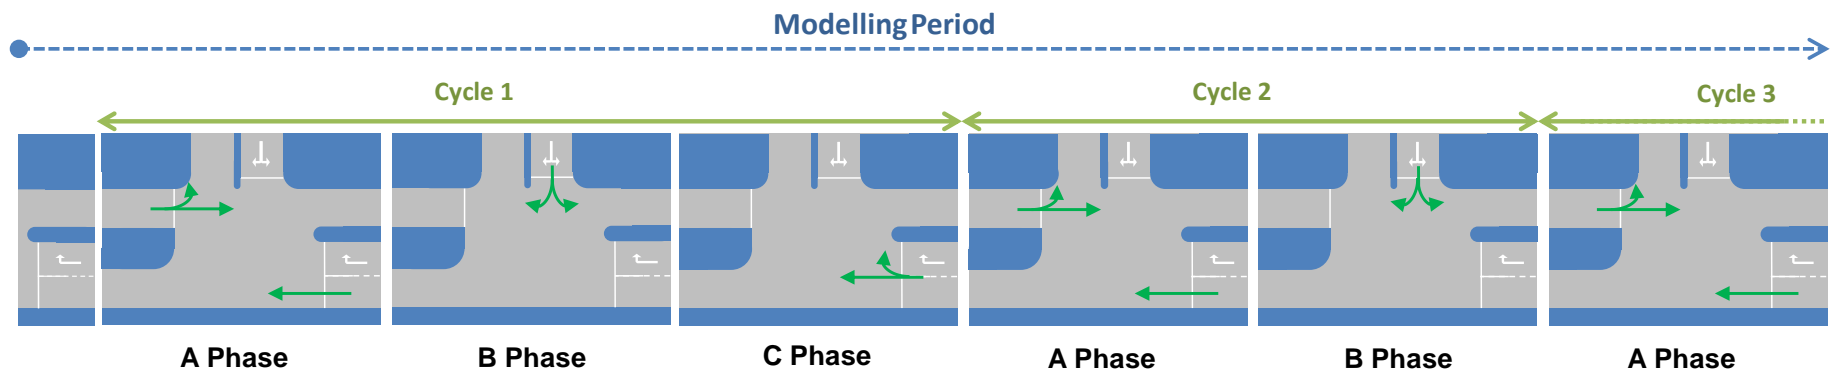 Modelling Period
Cycle 1
Cycle 2
Cycle 3
A Phase
B Phase
C Phase
A Phase
B Phase
A Phase